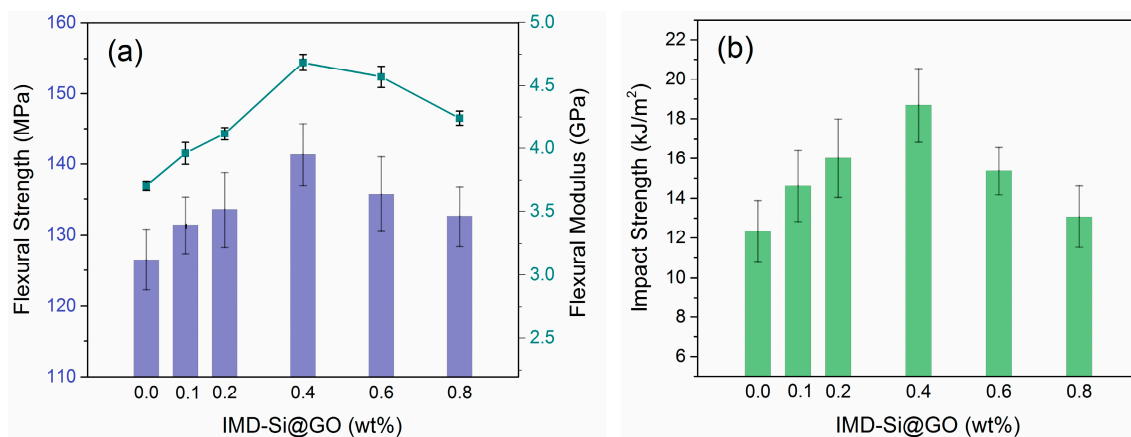 (a)
Flexural Strength (MPa)
160
150
140
130
120
110
5.0
4.5
4.0
3.5
3.0
2.5
Flexural Modulus (GPa)
0.0 0.1 0.2 0.4 0.6 0.8
IMD-Si@GO (wt%)
(b)
Impact Strength (kJ/m²)
22
20
18
16
14
12
10
8
6
0.0 0.1 0.2 0.4 0.6 0.8
IMD-Si@GO (wt%)